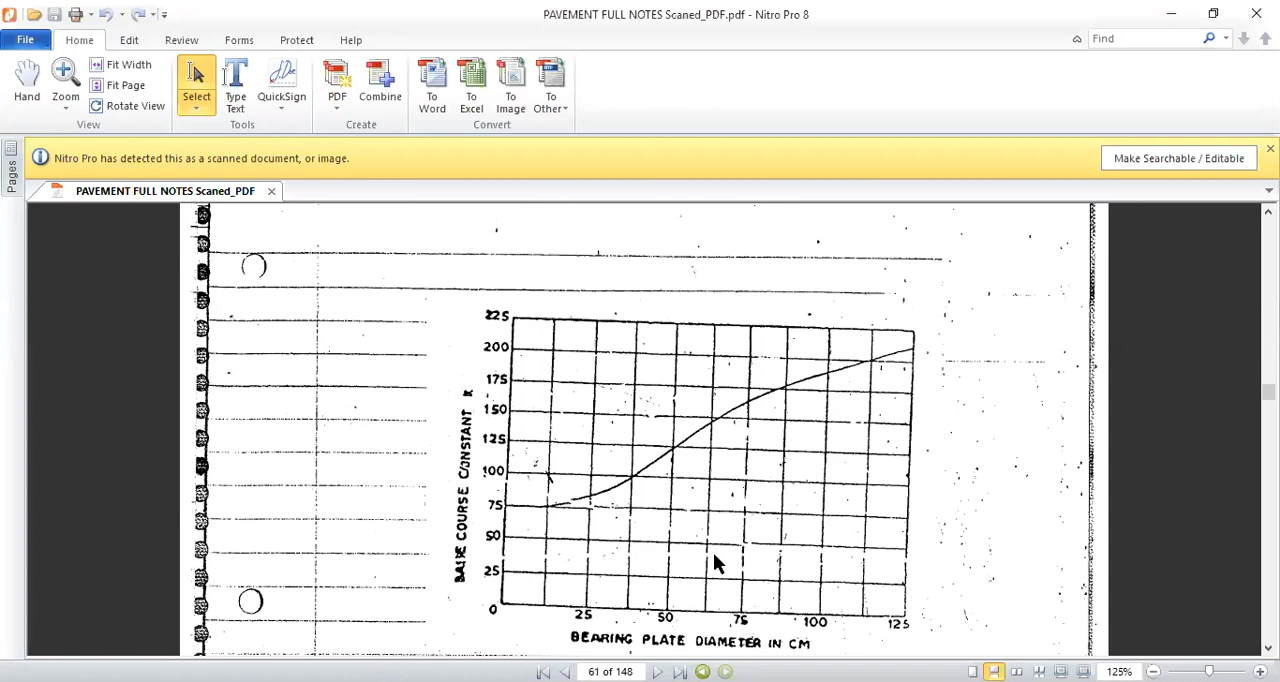 PAVEMENT FULL NOTES Scaned_PDF.pdf - Nitro Pro 8
File Home Edit Review Forms Protect Help Find
Hand Zoom Fit Width Fit Page Rotate View Select Type Text QuickSign PDF Combine To Word To Excel To Image To Other
View Tools Create Convert
Pages
Nitro Pro has detected this as a scanned document, or image. Make Searchable / Editable
PAVEMENT FULL NOTES Scaned_PDF
BASE COURSE CONSTANT K
225
200
175
150
125
100
75
50
25
0
25 50 75 100 125
BEARING PLATE DIAMETER IN CM
61 of 148 125%